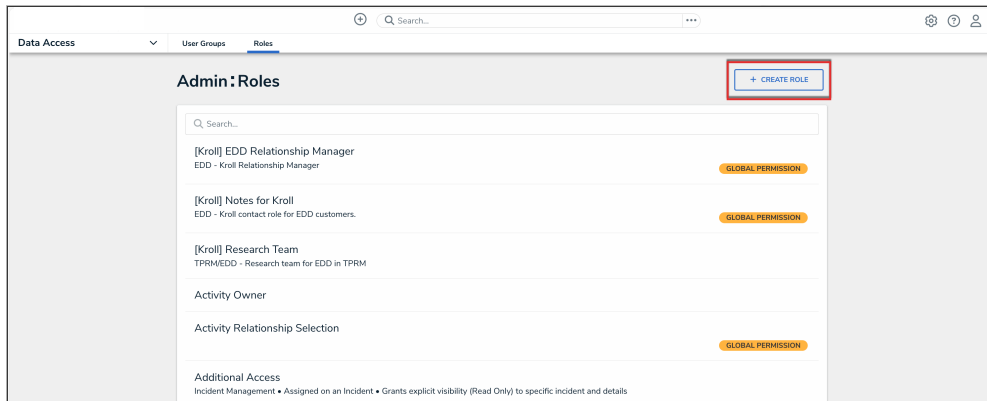 Search...
Data Access
User Groups
Roles
Admin:Roles
+ CREATE ROLE
Search...
[Kroll] EDD Relationship Manager
EDD - Kroll Relationship Manager
GLOBAL PERMISSION
[Kroll] Notes for Kroll
EDD - Kroll contact role for EDD customers.
GLOBAL PERMISSION
[Kroll] Research Team
TPRM/EDD - Research team for EDD in TPRM
Activity Owner
Activity Relationship Selection
GLOBAL PERMISSION
Additional Access
Incident Management • Assigned on an Incident • Grants explicit visibility (Read Only) to specific incident and details